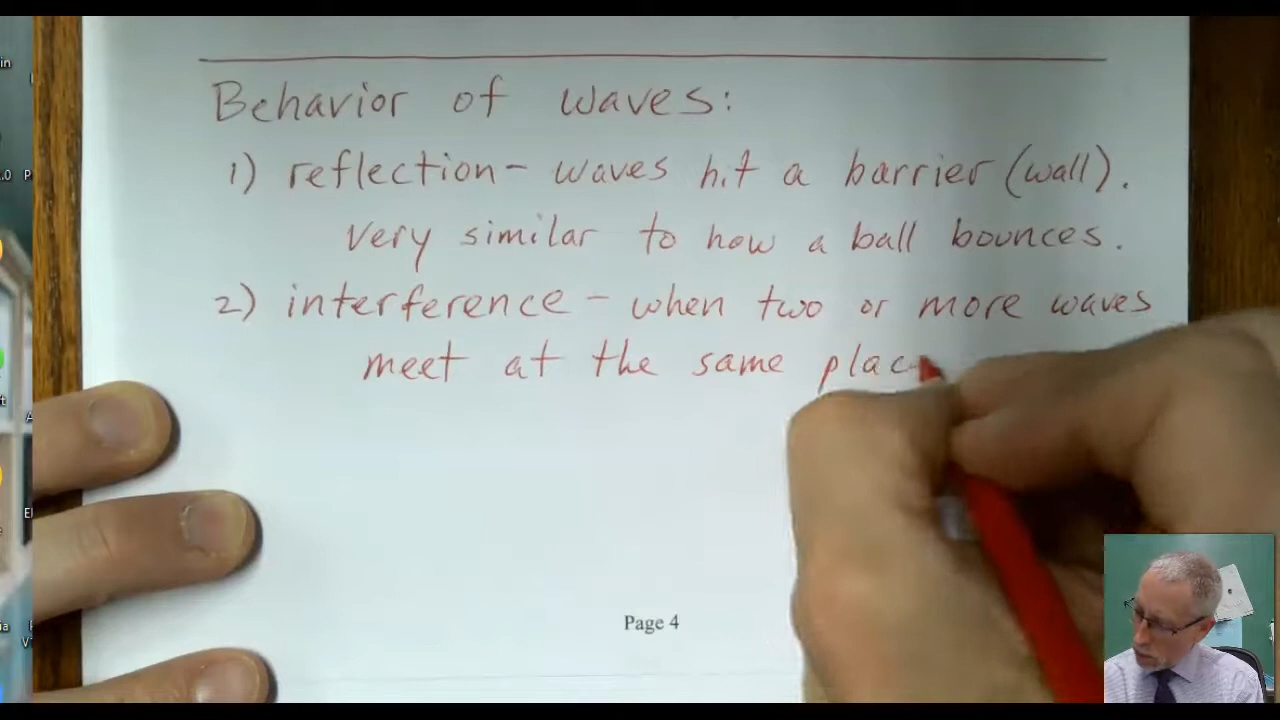 Behavior of waves:
1) reflection - waves hit a barrier (wall).
very similar to how a ball bounces.
2) interference - when two or more waves
meet at the same plac
Page 4